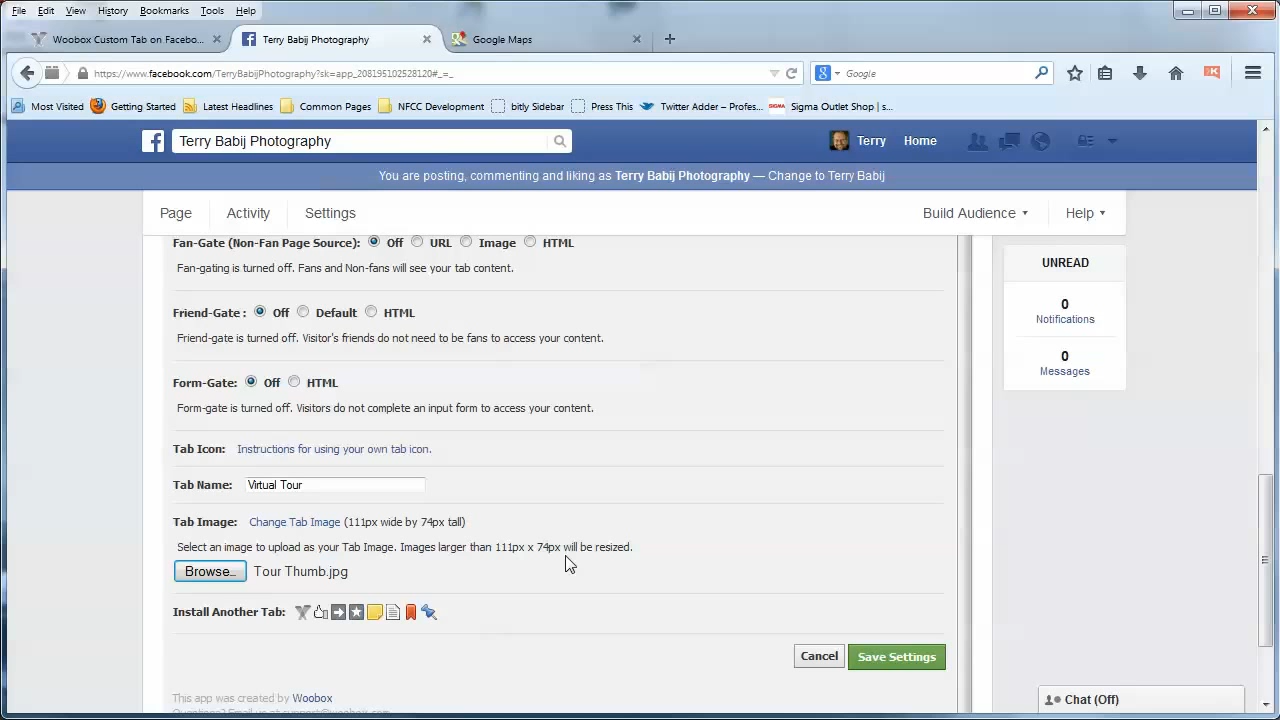 File Edit View History Bookmarks Tools Help
Woobox Custom Tab on Facebo... Terry Babij Photography Google Maps
https://www.facebook.com/TerryBabijPhotography?sk=app_208195102528120#_=_ Google
Most Visited Getting Started Latest Headlines Common Pages NFCC Development bitly Sidebar Press This Twitter Adder – Profes... SIGMA Sigma Outlet Shop | s...
Terry Babij Photography Terry Home
You are posting, commenting and liking as Terry Babij Photography — Change to Terry Babij
Page Activity Settings Build Audience Help
Fan-Gate (Non-Fan Page Source): Off URL Image HTML
Fan-gating is turned off. Fans and Non-fans will see your tab content.
UNREAD
0
Notifications
0
Messages
Friend-Gate : Off Default HTML
Friend-gate is turned off. Visitor's friends do not need to be fans to access your content.
Form-Gate: Off HTML
Form-gate is turned off. Visitors do not complete an input form to access your content.
Tab Icon: Instructions for using your own tab icon.
Tab Name: Virtual Tour
Tab Image: Change Tab Image (111px wide by 74px tall)
Select an image to upload as your Tab Image. Images larger than 111px x 74px will be resized.
Browse... Tour Thumb.jpg
Install Another Tab:
Cancel Save Settings
This app was created by Woobox
Questions? Email us at support@woobox.com
Chat (Off)